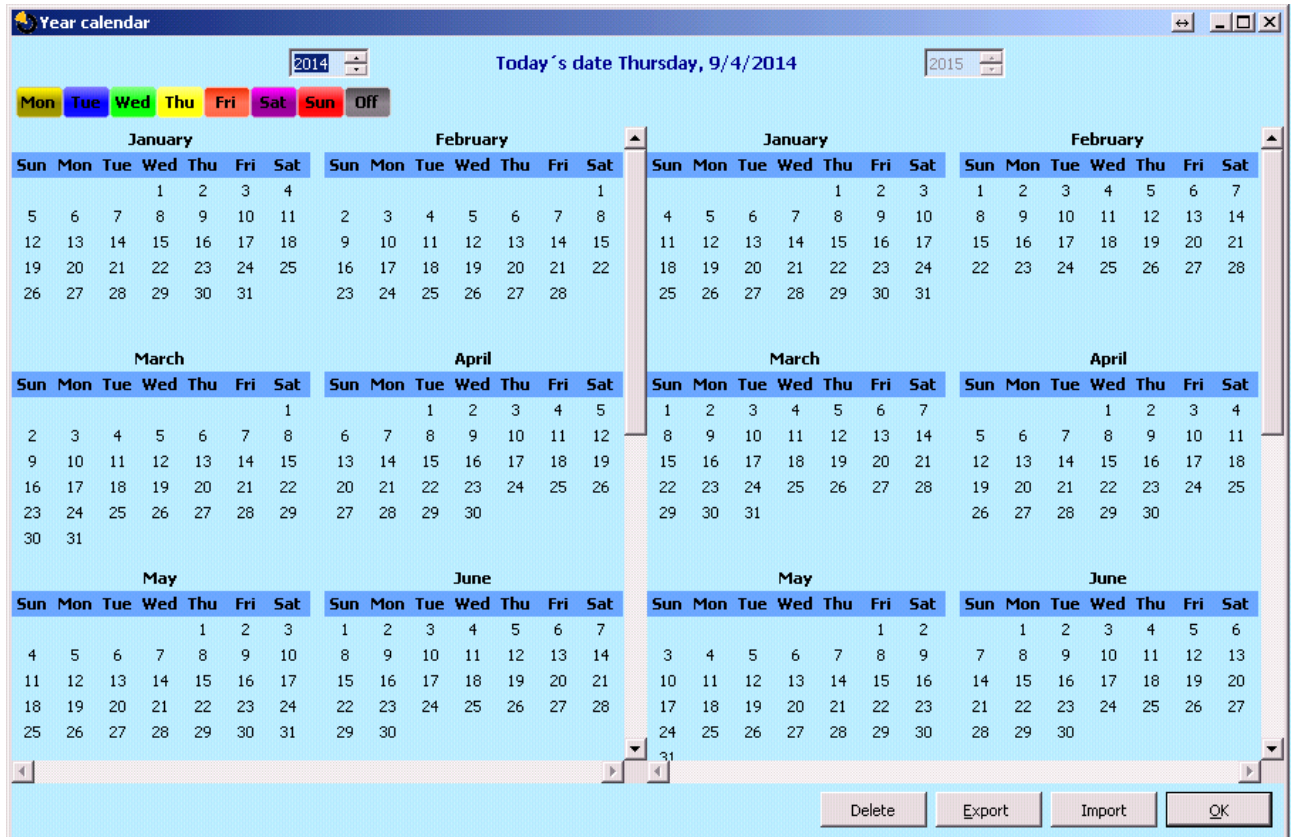 Year calendar
2014 Today´s date Thursday, 9/4/2014 2015
Mon Tue Wed Thu Fri Sat Sun Off
January February January February
Sun Mon Tue Wed Thu Fri Sat Sun Mon Tue Wed Thu Fri Sat Sun Mon Tue Wed Thu Fri Sat Sun Mon Tue Wed Thu Fri Sat
1 2 3 4 1 1 2 3 1 2 3 4 5 6 7
5 6 7 8 9 10 11 2 3 4 5 6 7 8 4 5 6 7 8 9 10 8 9 10 11 12 13 14
12 13 14 15 16 17 18 9 10 11 12 13 14 15 11 12 13 14 15 16 17 15 16 17 18 19 20 21
19 20 21 22 23 24 25 16 17 18 19 20 21 22 18 19 20 21 22 23 24 22 23 24 25 26 27 28
26 27 28 29 30 31 23 24 25 26 27 28 25 26 27 28 29 30 31
March April March April
Sun Mon Tue Wed Thu Fri Sat Sun Mon Tue Wed Thu Fri Sat Sun Mon Tue Wed Thu Fri Sat Sun Mon Tue Wed Thu Fri Sat
1 1 2 3 4 5 1 2 3 4 5 6 7 1 2 3 4
2 3 4 5 6 7 8 6 7 8 9 10 11 12 8 9 10 11 12 13 14 5 6 7 8 9 10 11
9 10 11 12 13 14 15 13 14 15 16 17 18 19 15 16 17 18 19 20 21 12 13 14 15 16 17 18
16 17 18 19 20 21 22 20 21 22 23 24 25 26 22 23 24 25 26 27 28 19 20 21 22 23 24 25
23 24 25 26 27 28 29 27 28 29 30 29 30 31 26 27 28 29 30
30 31
May June May June
Sun Mon Tue Wed Thu Fri Sat Sun Mon Tue Wed Thu Fri Sat Sun Mon Tue Wed Thu Fri Sat Sun Mon Tue Wed Thu Fri Sat
1 2 3 1 2 3 4 5 6 7 1 2 1 2 3 4 5 6
4 5 6 7 8 9 10 8 9 10 11 12 13 14 3 4 5 6 7 8 9 7 8 9 10 11 12 13
11 12 13 14 15 16 17 15 16 17 18 19 20 21 10 11 12 13 14 15 16 14 15 16 17 18 19 20
18 19 20 21 22 23 24 22 23 24 25 26 27 28 17 18 19 20 21 22 23 21 22 23 24 25 26 27
25 26 27 28 29 30 31 29 30 24 25 26 27 28 29 30 28 29 30
31
Delete Export Import OK